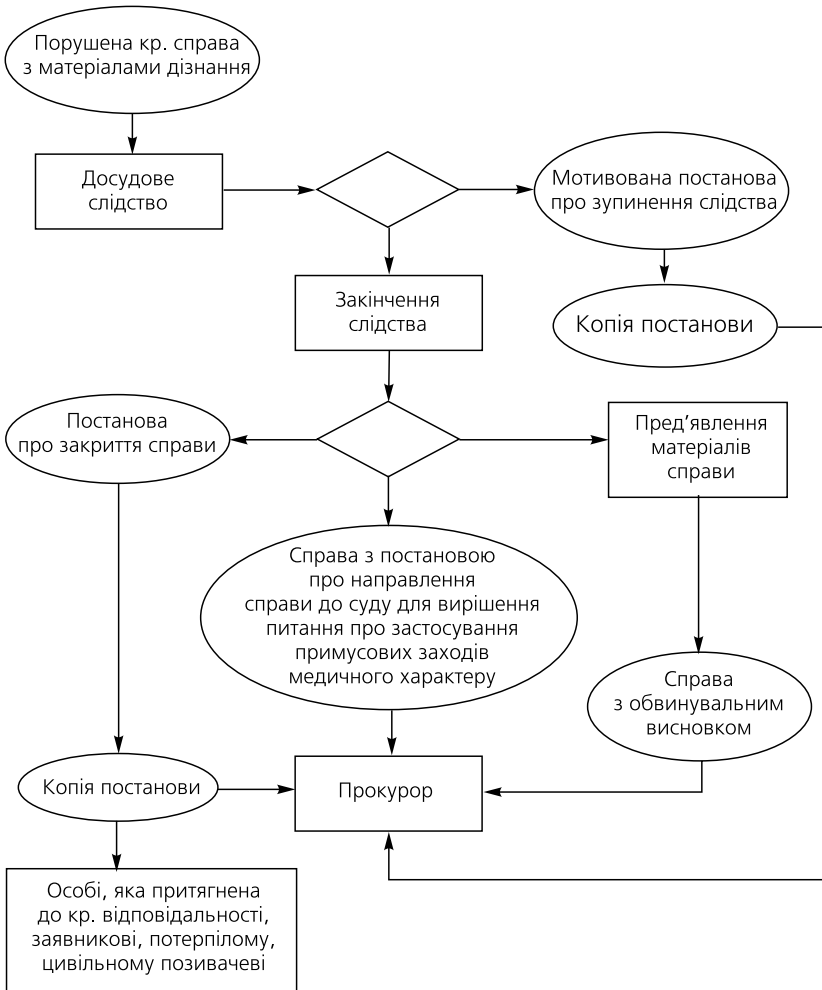 Порушена кр. справа
з матеріалами дізнання
Досудове
слідство
Мотивована постанова
про зупинення слідства
Закінчення
слідства
Копія постанови
Постанова
про закриття справи
Пред’явлення
матеріалів
справи
Справа з постановою
про направлення
справи до суду для вирішення
питання про застосування
примусових заходів
медичного характеру
Справа
з обвинувальним
висновком
Копія постанови
Прокурор
Особі, яка притягнена
до кр. відповідальності,
заявникові, потерпілому,
цивільному позивачеві